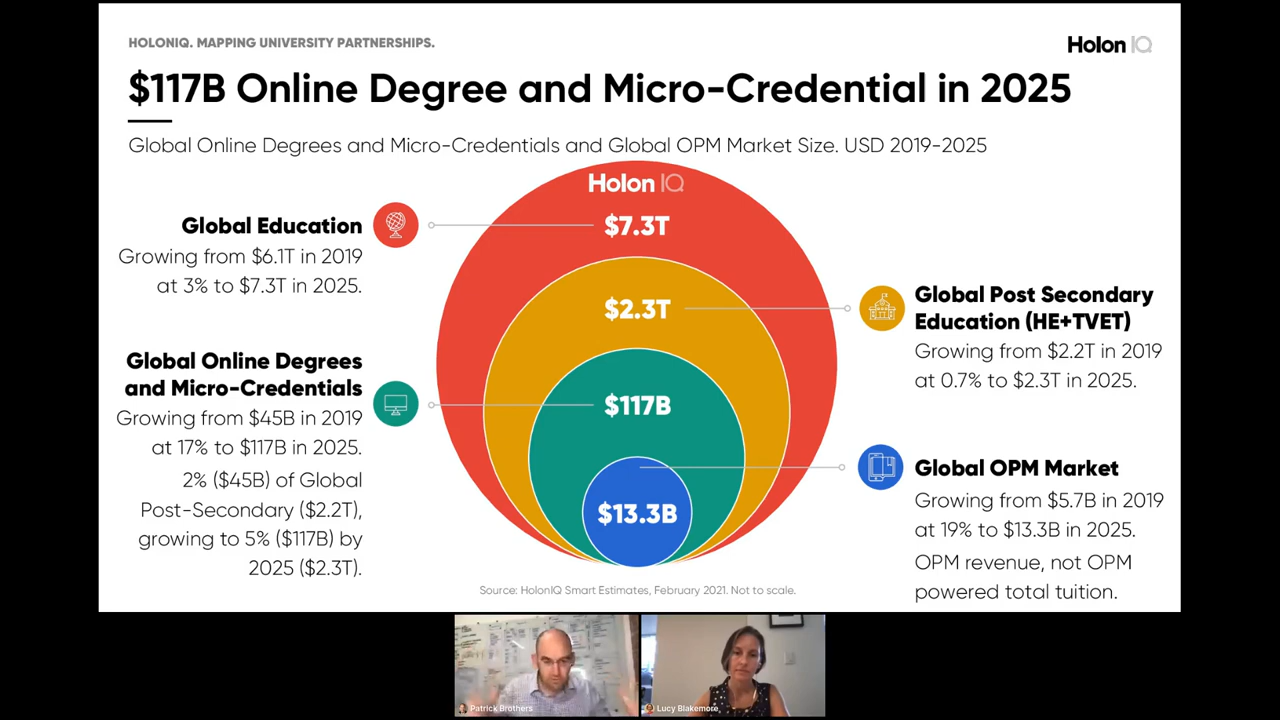 HOLONIQ. MAPPING UNIVERSITY PARTNERSHIPS.
Holon IQ
$117B Online Degree and Micro-Credential in 2025
Global Online Degrees and Micro-Credentials and Global OPM Market Size. USD 2019-2025
Holon IQ
$7.3T
Global Education
Growing from $6.1T in 2019
at 3% to $7.3T in 2025.
$2.3T
Global Post Secondary
Education (HE+TVET)
Growing from $2.2T in 2019
at 0.7% to $2.3T in 2025.
Global Online Degrees
and Micro-Credentials
Growing from $45B in 2019
at 17% to $117B in 2025.
2% ($45B) of Global
Post-Secondary ($2.2T),
growing to 5% ($117B) by
2025 ($2.3T).
$117B
Global OPM Market
Growing from $5.7B in 2019
at 19% to $13.3B in 2025.
OPM revenue, not OPM
powered total tuition.
$13.3B
Source: HolonIQ Smart Estimates, February 2021. Not to scale.
Patrick Brothers
Lucy Blakemore